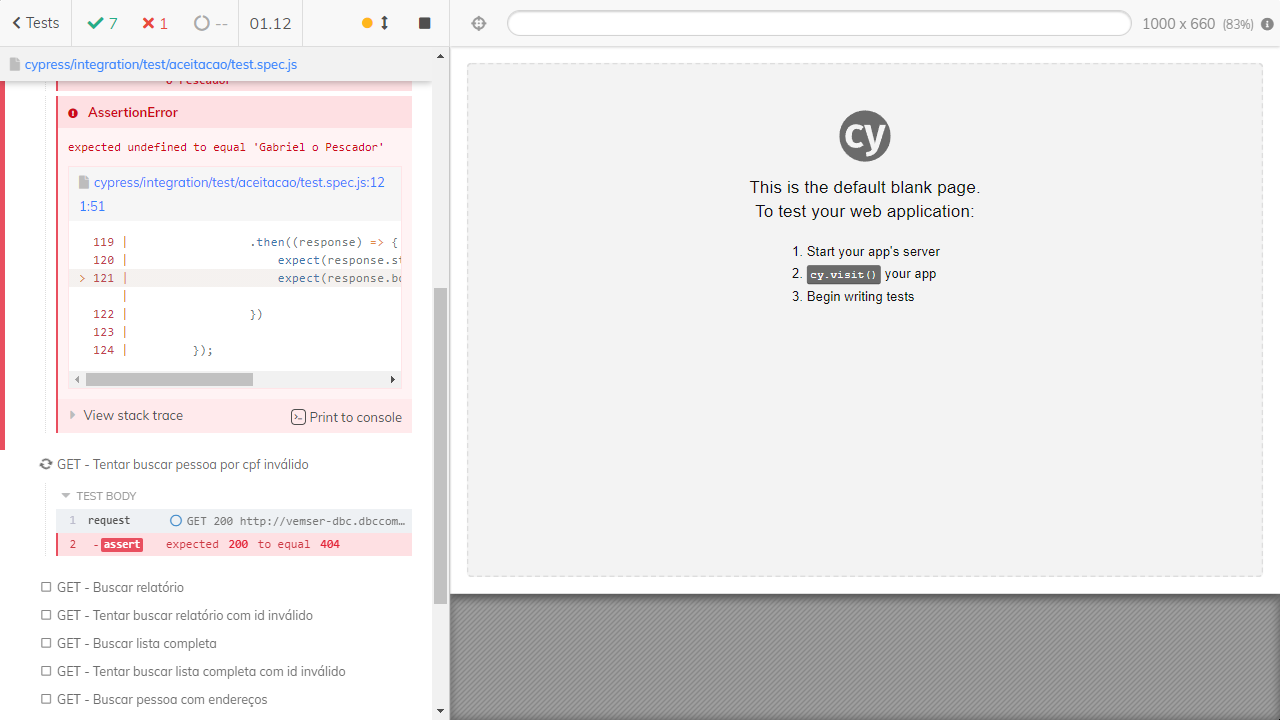 Tests
7
1
--
01.12
1000 x 660 (83%)
cypress/integration/test/aceitacao/test.spec.js
o Pescador
AssertionError
expected undefined to equal 'Gabriel o Pescador'
cypress/integration/test/aceitacao/test.spec.js:12
1:51
119 | .then((response) => {
120 | expect(response.st
> 121 | expect(response.bo
|
122 | })
123 |
124 | });
View stack trace
Print to console
GET - Tentar buscar pessoa por cpf inválido
TEST BODY
1 request GET 200 http://vemser-dbc.dbccom…
2 -assert expected 200 to equal 404
GET - Buscar relatório
GET - Tentar buscar relatório com id inválido
GET - Buscar lista completa
GET - Tentar buscar lista completa com id inválido
GET - Buscar pessoa com endereços
cy
This is the default blank page.
To test your web application:
1. Start your app's server
2. cy.visit() your app
3. Begin writing tests